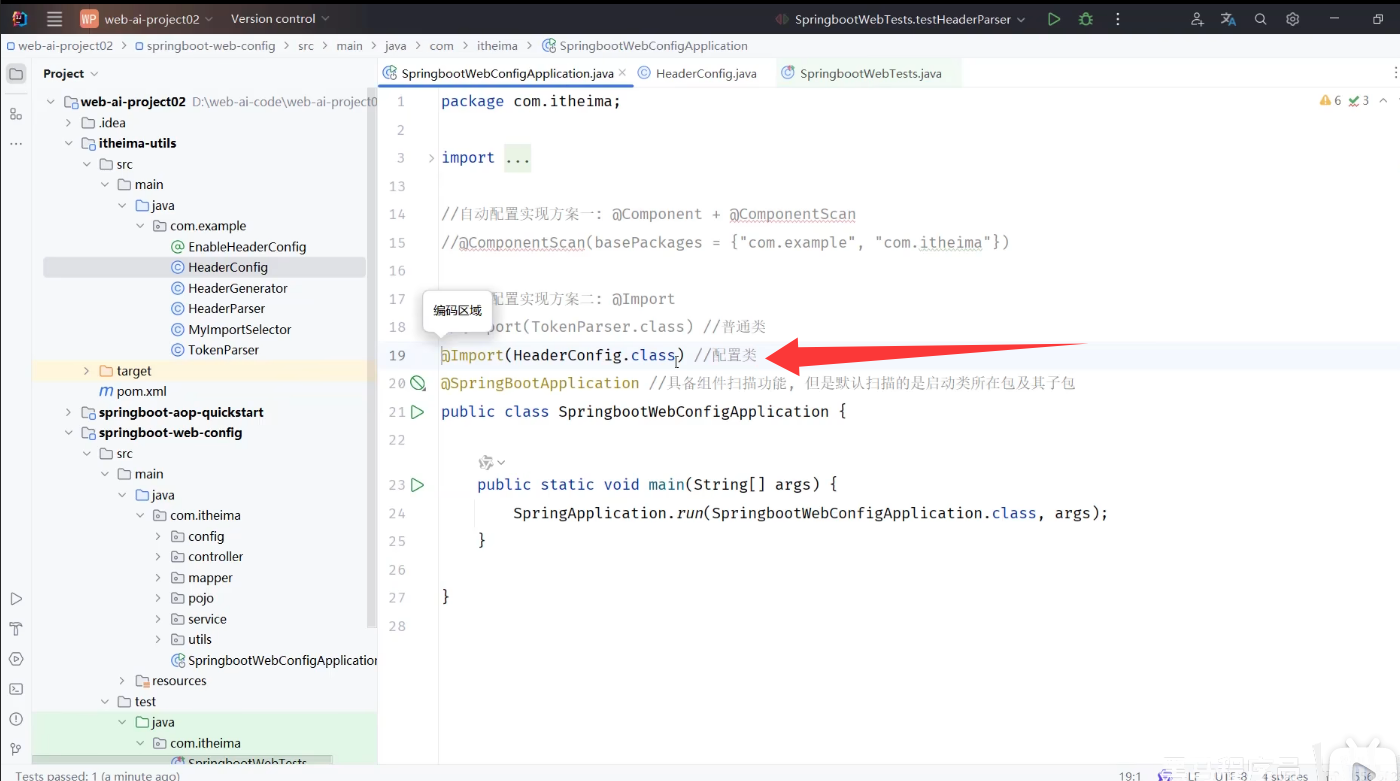 WP web-ai-project02 Version control SpringbootWebTests.testHeaderParser
web-ai-project02 > springboot-web-config > src > main > java > com > itheima > SpringbootWebConfigApplication
Project
SpringbootWebConfigApplication.java HeaderConfig.java SpringbootWebTests.java
web-ai-project02 D:\web-ai-code\web-ai-project0
.idea
itheima-utils
src
main
java
com.example
EnableHeaderConfig
HeaderConfig
HeaderGenerator
HeaderParser
MyImportSelector
TokenParser
target
pom.xml
springboot-aop-quickstart
springboot-web-config
src
main
java
com.itheima
config
controller
mapper
pojo
service
utils
SpringbootWebConfigApplication
resources
test
java
com.itheima
SpringbootWebTests
6 3
1 package com.itheima;
2
3 import ...
13
14 //自动配置实现方案一: @Component + @ComponentScan
15 //@ComponentScan(basePackages = {"com.example", "com.itheima"})
16
17 配置实现方案二: @Import
编码区域
18 port(TokenParser.class) //普通类
19 @Import(HeaderConfig.class) //配置类
20 @SpringBootApplication //具备组件扫描功能, 但是默认扫描的是启动类所在包及其子包
21 public class SpringbootWebConfigApplication {
22
23 public static void main(String[] args) {
24 SpringApplication.run(SpringbootWebConfigApplication.class, args);
25 }
26
27 }
28
Tests passed: 1 (a minute ago)
19:1 LF UTF-8 4 spaces